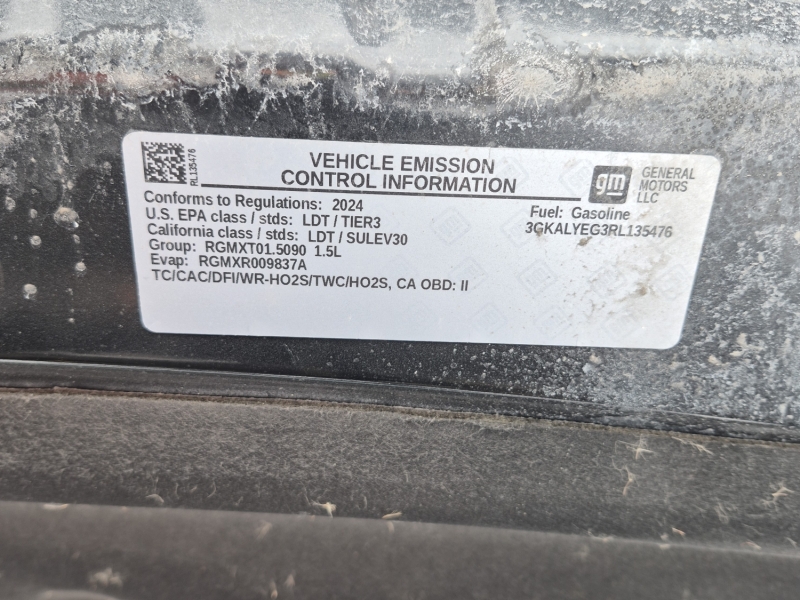 RL135476
VEHICLE EMISSION
CONTROL INFORMATION
gm
GENERAL
MOTORS
LLC
Conforms to Regulations: 2024
U.S. EPA class / stds: LDT / TIER3
California class / stds: LDT / SULEV30
Group: RGMXT01.5090 1.5L
Evap: RGMXR009837A
TC/CAC/DFI/WR-HO2S/TWC/HO2S, CA OBD: II
Fuel: Gasoline
3GKALYEG3RL135476